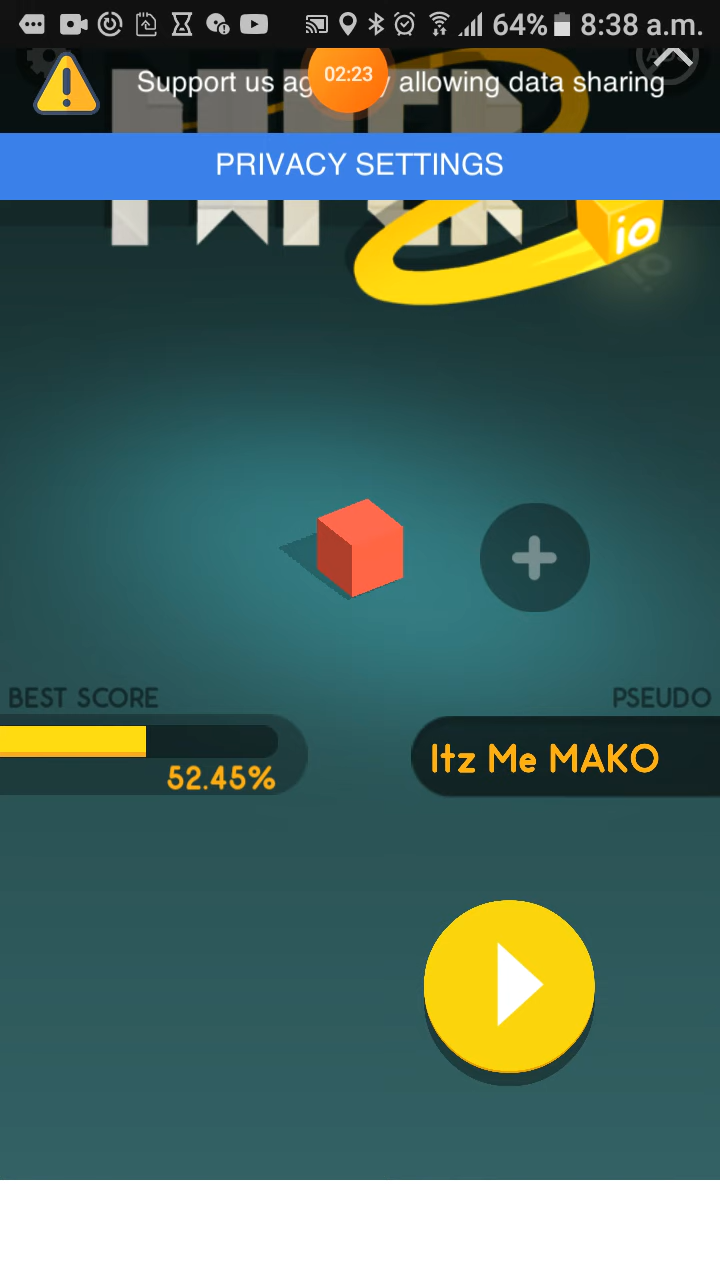 64% 8:38 a.m.
Support us ag allowing data sharing
02:23
PRIVACY SETTINGS
io
BEST SCORE
PSEUDO
52.45%
Itz Me MAKO